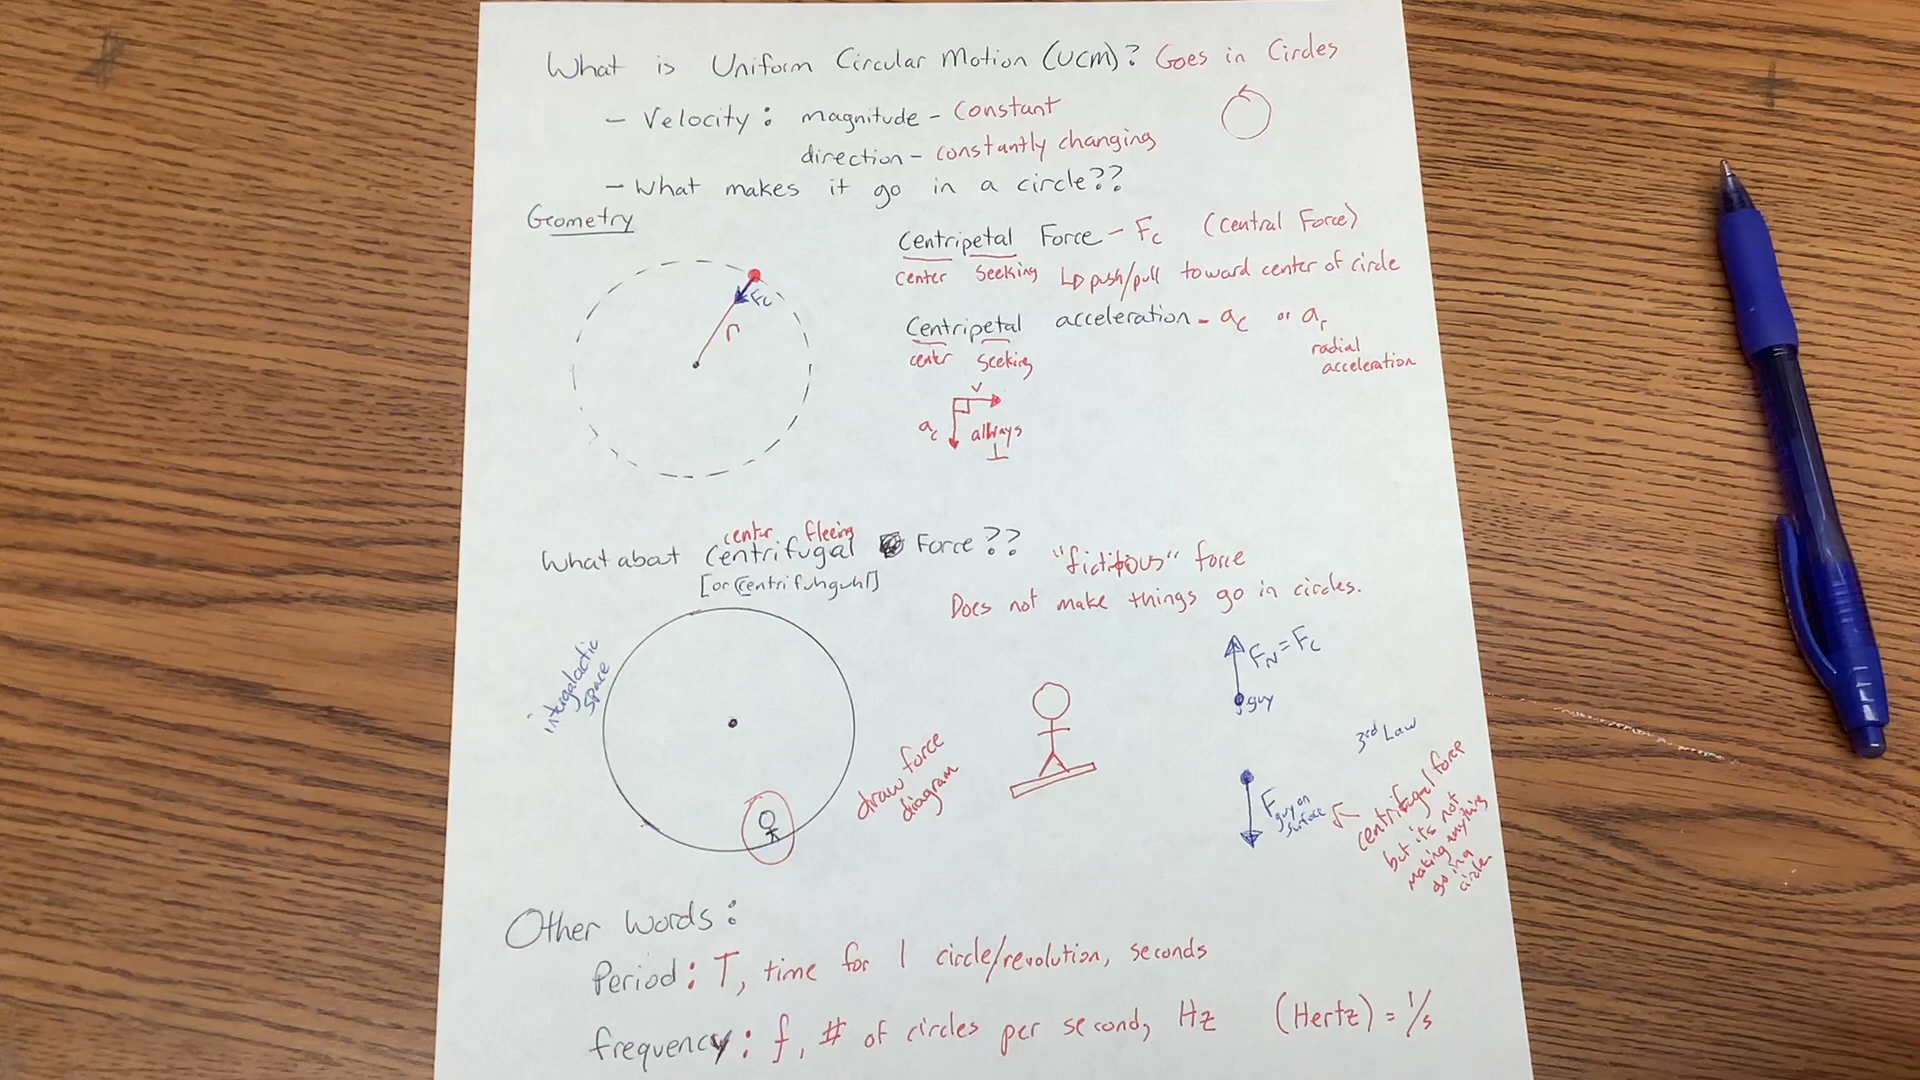 What is Uniform Circular Motion (UCM)? Goes in Circles
- Velocity: magnitude - constant
direction - constantly changing
- What makes it go in a circle??
Geometry
Fc
r
Centripetal Force - Fc (Central Force)
center seeking ↳ push/pull toward center of circle
Centripetal acceleration - ac or ar
center seeking
radial acceleration
v
ac
always
⊥
center fleeing
What about Centrifugal Force??
[or Centrifuhguhl]
"fictitious" force
Does not make things go in circles.
intergalactic
space
draw force
diagram
FN = Fc
guy
3rd Law
F guy on
surface
centrifugal force
but it's not
making anything
go in a
circle
Other Words:
Period: T, time for 1 circle/revolution, seconds
frequency: f, # of circles per second, Hz (Hertz) = 1/s